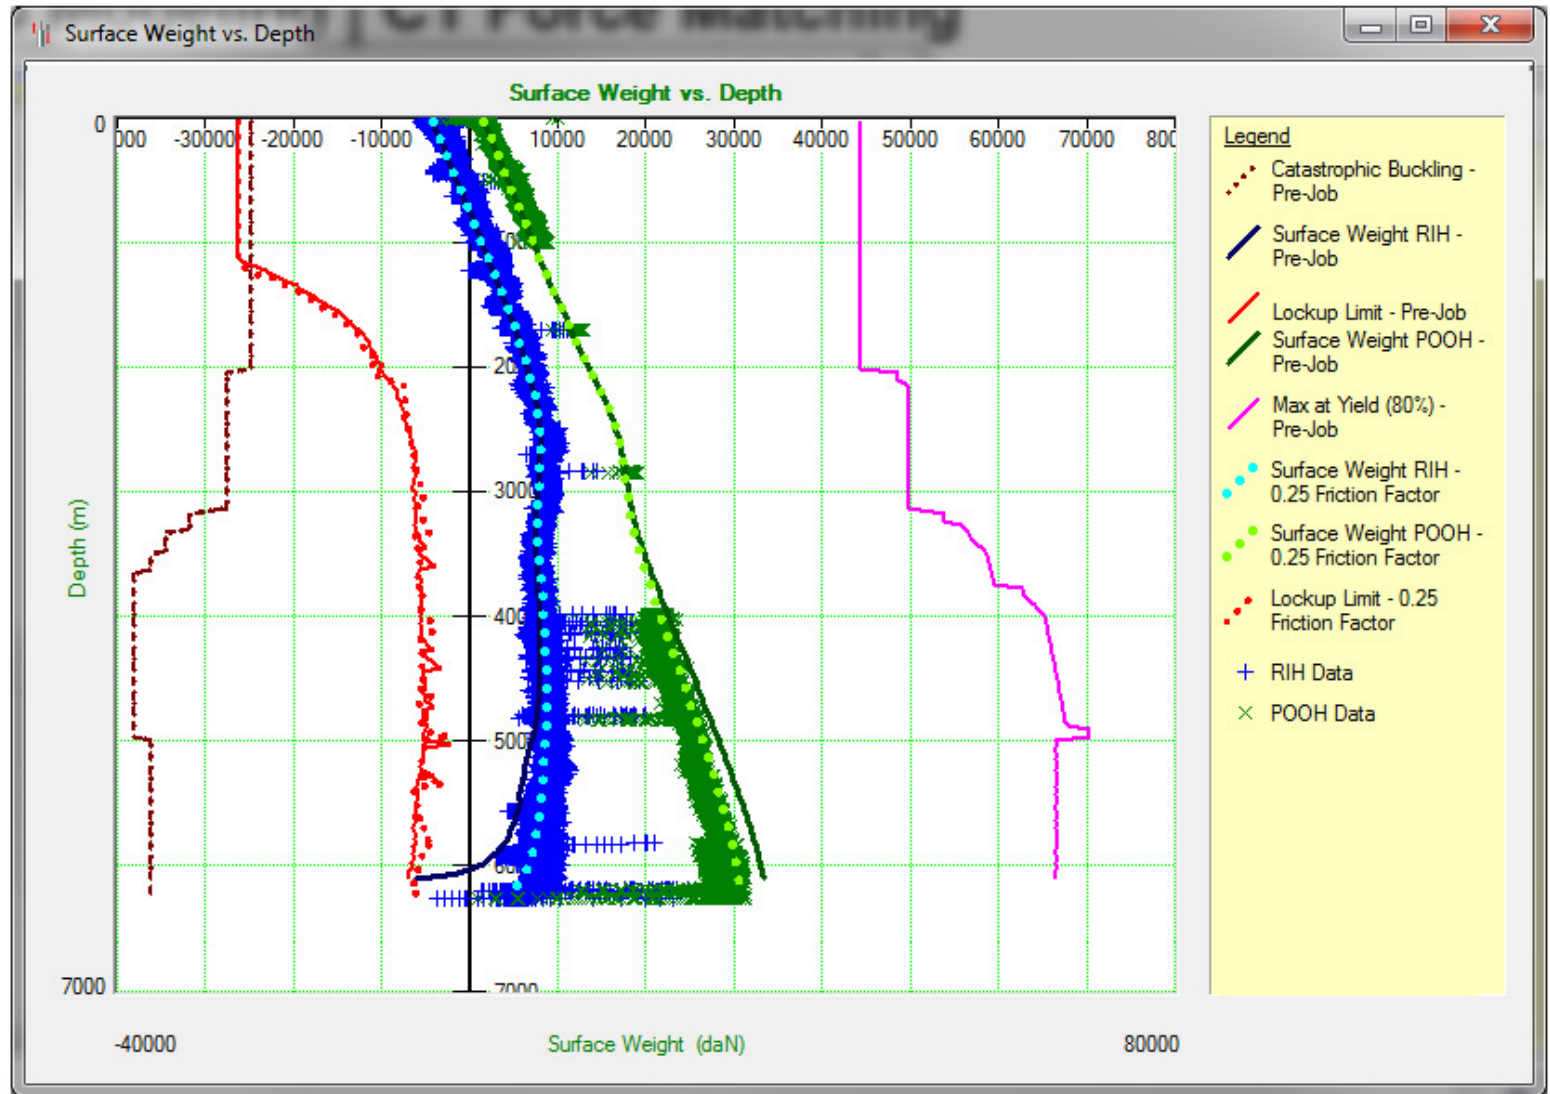 CT Force Matching
Surface Weight vs. Depth
Surface Weight vs. Depth
0
000 -30000 -20000 -10000 10000 20000 30000 40000 50000 60000 70000 800
3000
7000
7000
Depth (m)
-40000
Surface Weight (daN)
80000
Legend
Catastrophic Buckling -
Pre-Job
Surface Weight RIH -
Pre-Job
Lockup Limit - Pre-Job
Surface Weight POOH -
Pre-Job
Max at Yield (80%) -
Pre-Job
Surface Weight RIH -
0.25 Friction Factor
Surface Weight POOH -
0.25 Friction Factor
Lockup Limit - 0.25
Friction Factor
RIH Data
POOH Data